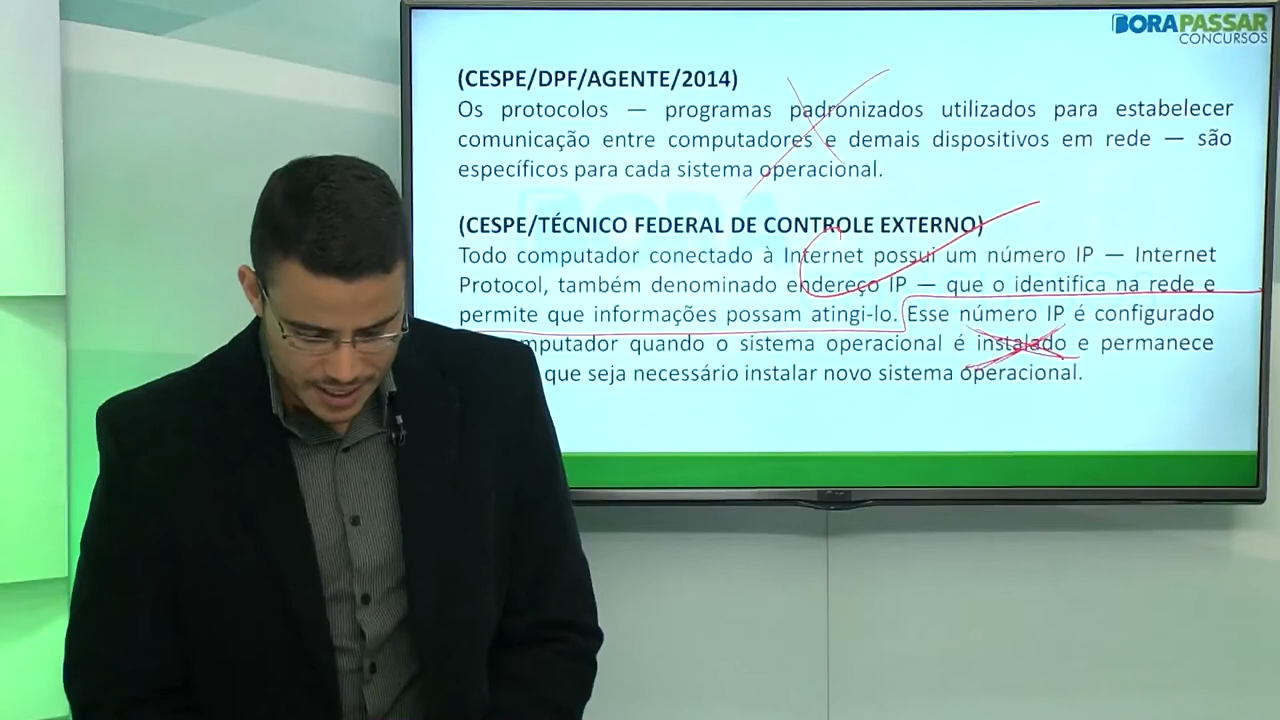 BORAPASSAR
CONCURSOS
(CESPE/DPF/AGENTE/2014)
Os protocolos — programas padronizados utilizados para estabelecer
comunicação entre computadores e demais dispositivos em rede — são
específicos para cada sistema operacional.
(CESPE/TÉCNICO FEDERAL DE CONTROLE EXTERNO)
Todo computador conectado à Internet possui um número IP — Internet
Protocol, também denominado endereço IP — que o identifica na rede e
permite que informações possam atingi-lo. Esse número IP é configurado
mputador quando o sistema operacional é instalado e permanece
que seja necessário instalar novo sistema operacional.